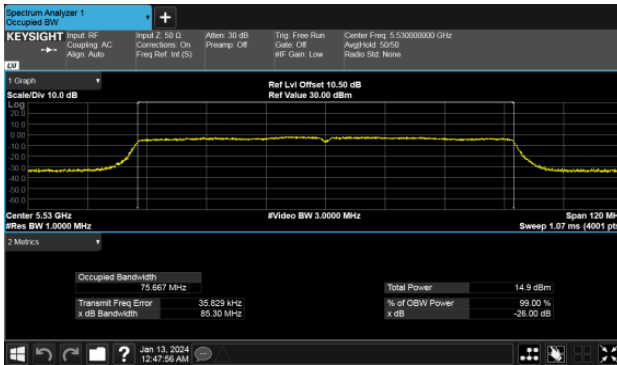 Spectrum Analyzer 1
Occupied BW
+
KEYSIGHT
Input: RF
Coupling: AC
Align: Auto
Input Z: 50 Ω
Corrections: On
Freq Ref: Int (S)
Atten: 30 dB
Preamp: Off
Trig: Free Run
Gate: Off
#IF Gain: Low
Center Freq: 5.530000000 GHz
Avg|Hold: 50/50
Radio Std: None
LXI
1 Graph
Scale/Div 10.0 dB
Ref Lvl Offset 10.50 dB
Ref Value 30.00 dBm
Log
20.0
10.0
0.00
-10.0
-20.0
-30.0
-40.0
-50.0
-60.0
Center 5.53 GHz
#Res BW 1.0000 MHz
#Video BW 3.0000 MHz
Span 120 MH
Sweep 1.07 ms (4001 pts
2 Metrics
Occupied Bandwidth
75.667 MHz
Transmit Freq Error 35.829 kHz
x dB Bandwidth 85.30 MHz
Total Power 14.9 dBm
% of OBW Power 99.00 %
x dB -26.00 dB
?
Jan 13, 2024
12:47:56 AM